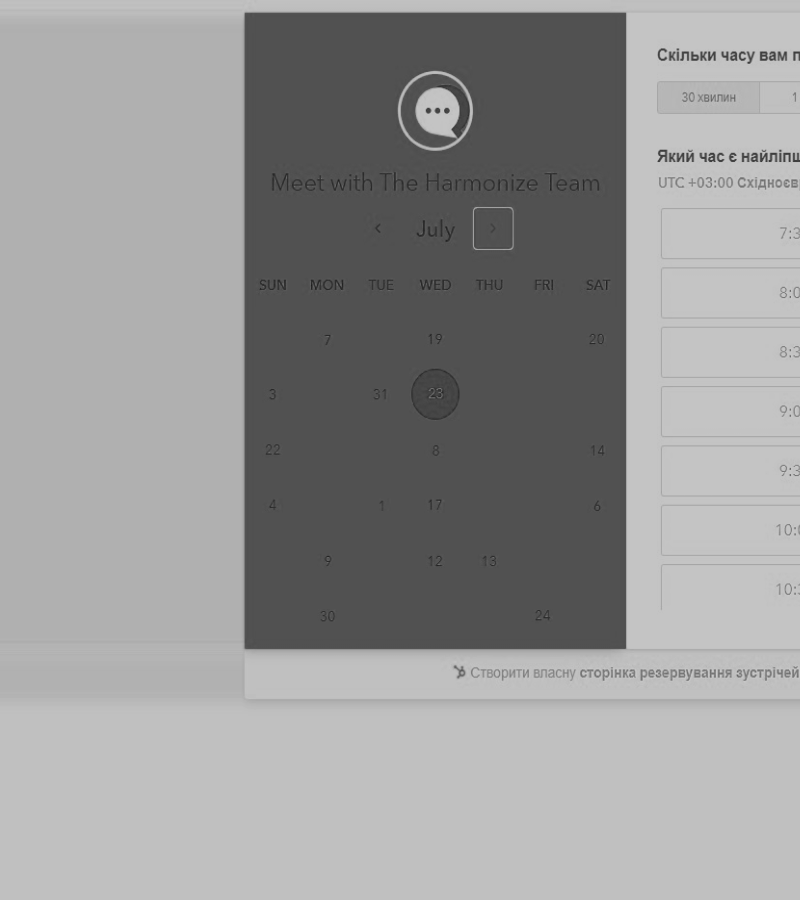 Meet with The Harmonize Team
July
SUN MON TUE WED THU FRI SAT
7 19 20
3 31 23
22 8 14
4 1 17 6
9 12 13
30 24
Скільки часу вам
30 хвилин 1
Який час є
UTC +03:00
7:3
8:0
8:3
9:0
9:3
10:0
10:
Створити власну сторінка резервування зустрічей